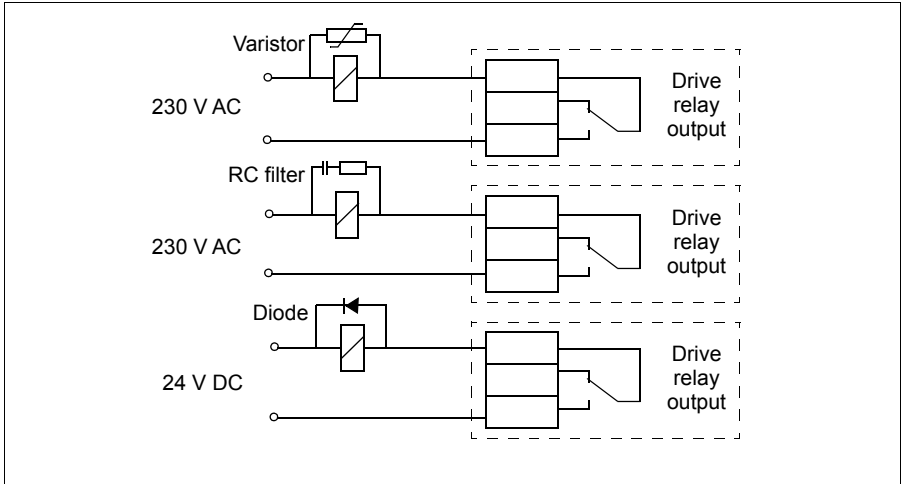 Varistor
230 V AC
Drive
relay
output
RC filter
230 V AC
Drive
relay
output
Diode
24 V DC
Drive
relay
output